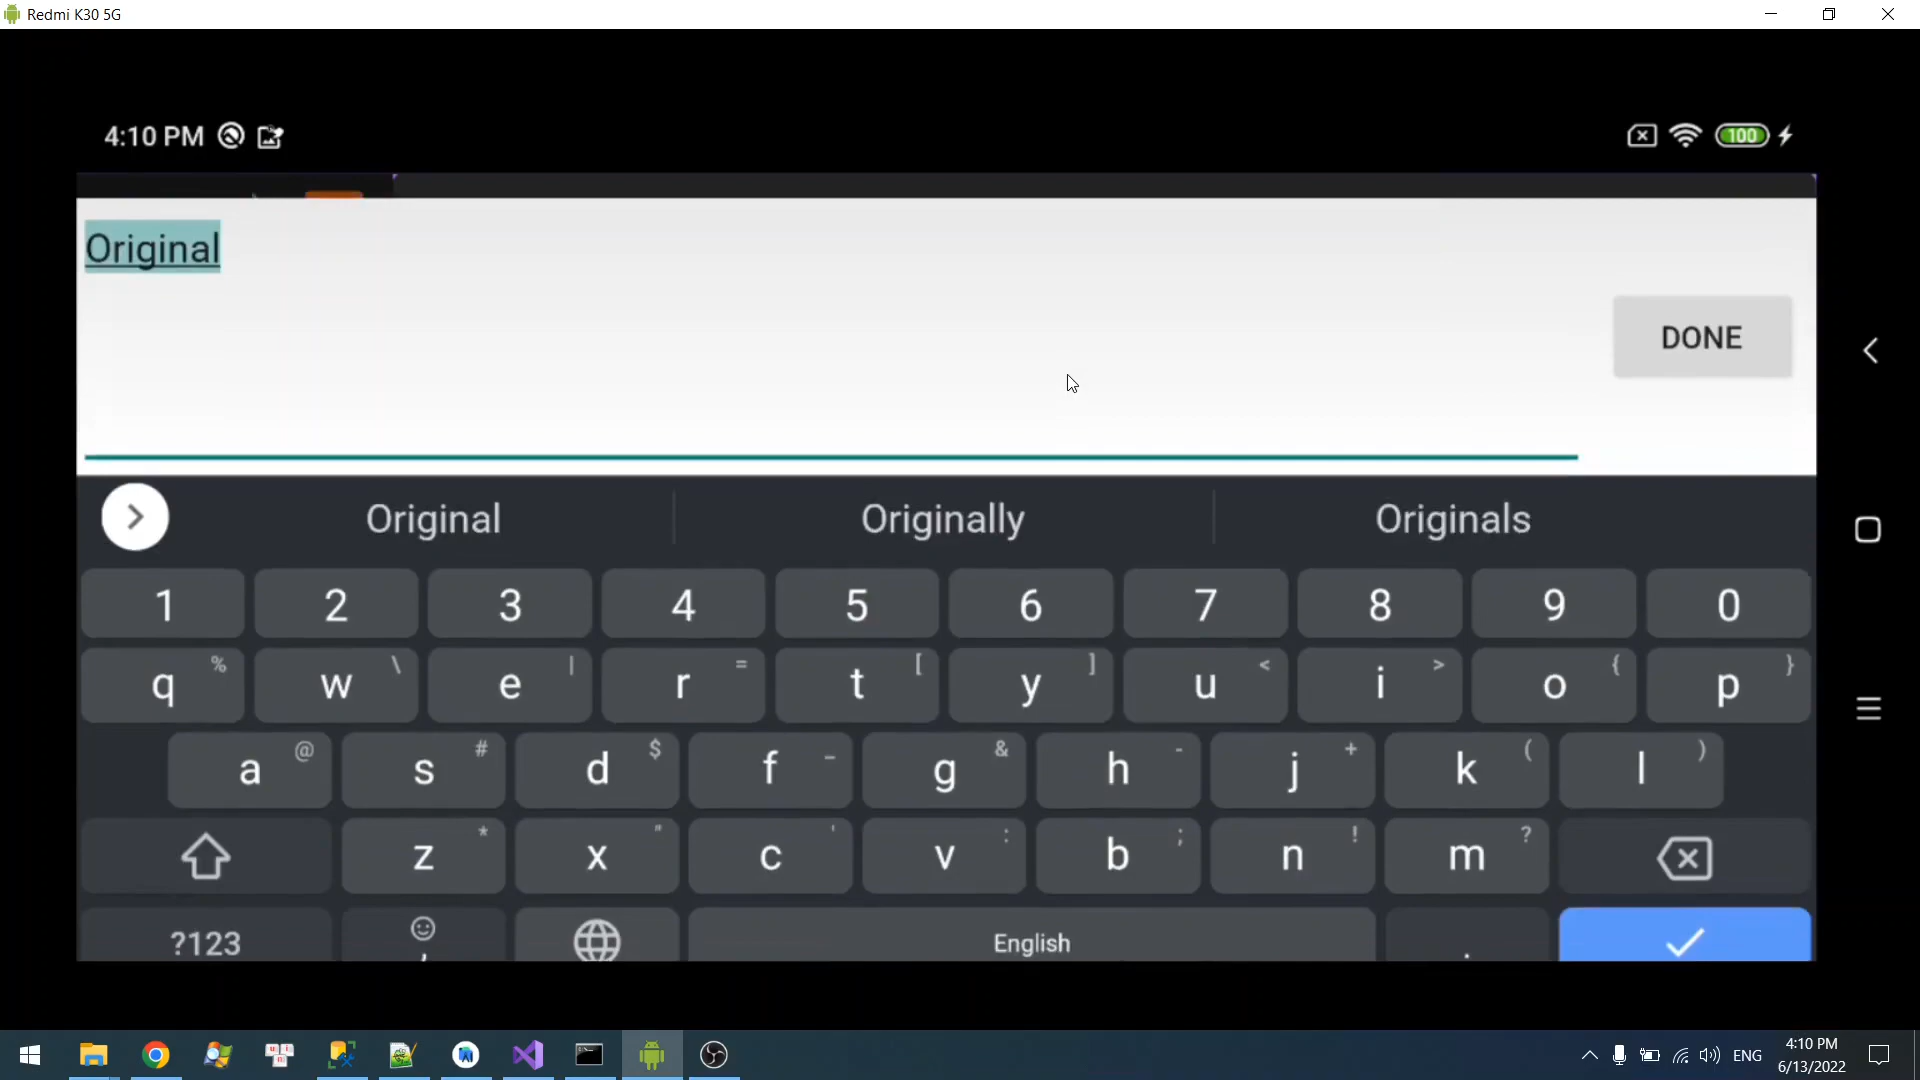 Redmi K30 5G
4:10 PM
100
Original
DONE
Original Originally Originals
1 2 3 4 5 6 7 8 9 0
q % w \ e | r = t [ y ] u < i > o { p }
a @ s # d $ f _ g & h - j + k ( l )
z * x " c ' v : b ; n ! m ?
?123 , English .
ENG
4:10 PM
6/13/2022